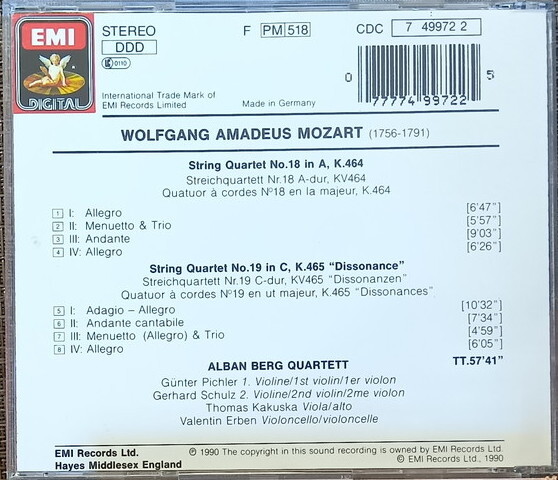 EMI
DIGITAL
STEREO
DDD
0110
F PM 518
CDC 7 49972 2
International Trade Mark of
EMI Records Limited
Made in Germany
0 77774 99722 5
WOLFGANG AMADEUS MOZART (1756-1791)
String Quartet No.18 in A, K.464
Streichquartett Nr.18 A-dur, KV464
Quatuor à cordes Nº18 en la majeur, K.464
1 I: Allegro [6'47"]
2 II: Menuetto & Trio [5'57"]
3 III: Andante [9'03"]
4 IV: Allegro [6'26"]
String Quartet No.19 in C, K.465 "Dissonance"
Streichquartett Nr.19 C-dur, KV465 "Dissonanzen"
Quatuor à cordes Nº19 en ut majeur, K.465 "Dissonances"
5 I: Adagio – Allegro [10'32"]
6 II: Andante cantabile [7'34"]
7 III: Menuetto (Allegro) & Trio [4'59"]
8 IV: Allegro [6'05"]
ALBAN BERG QUARTETT TT.57'41"
Günter Pichler 1. Violine/1st violin/1er violon
Gerhard Schulz 2. Violine/2nd violin/2me violon
Thomas Kakuska Viola/alto
Valentin Erben Violoncello/violoncelle
EMI Records Ltd.
Hayes Middlesex England
℗ 1990 The copyright in this sound recording is owned by EMI Records Ltd.
© EMI Records Ltd., 1990